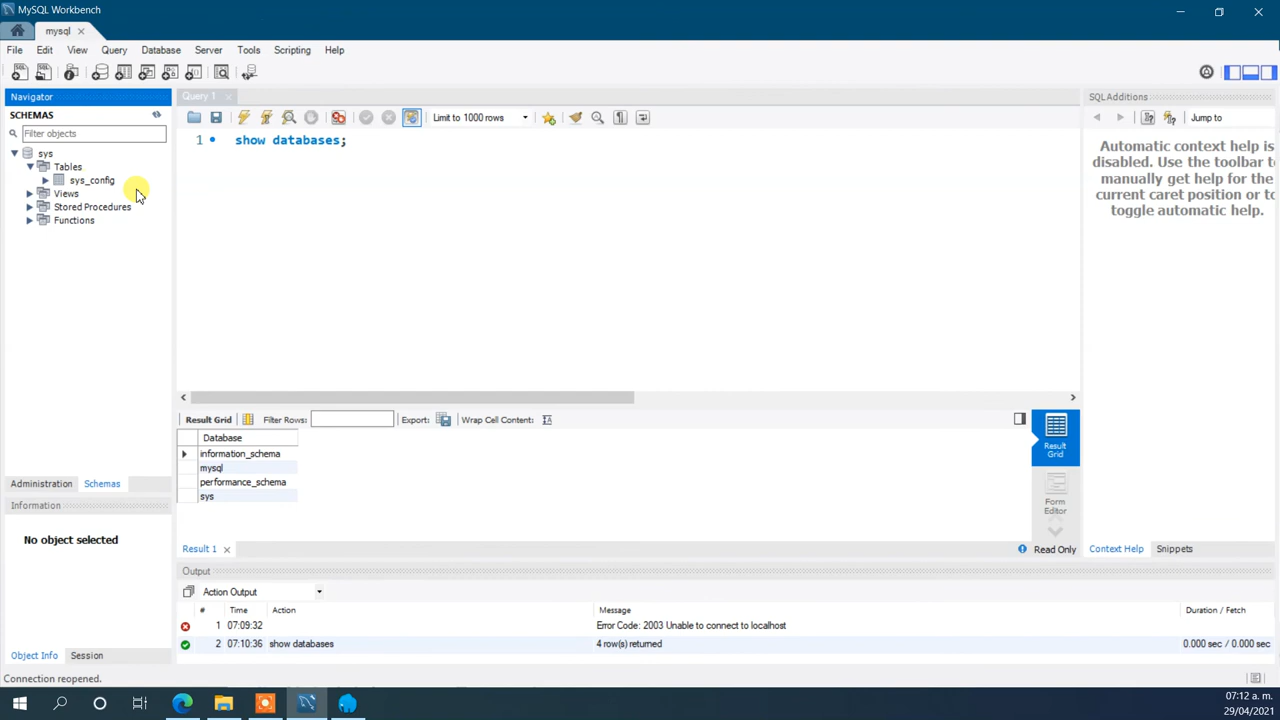 MySQL Workbench
mysql
File Edit View Query Database Server Tools Scripting Help
Navigator
SCHEMAS
Filter objects
sys
Tables
sys_config
Views
Stored Procedures
Functions
Administration Schemas
Information
No object selected
Object Info Session
Query 1
Limit to 1000 rows
1 show databases;
Result Grid Filter Rows: Export: Wrap Cell Content:
Database
information_schema
mysql
performance_schema
sys
Result Grid
Form Editor
Result 1
Read Only
Output
Action Output
# Time Action Message Duration / Fetch
1 07:09:32 Error Code: 2003 Unable to connect to localhost
2 07:10:36 show databases 4 row(s) returned 0.000 sec / 0.000 sec
SQLAdditions
Jump to
Automatic context help is
disabled. Use the toolbar to
manually get help for the
current caret position or to
toggle automatic help.
Context Help Snippets
Connection reopened.
07:12 a. m.
29/04/2021